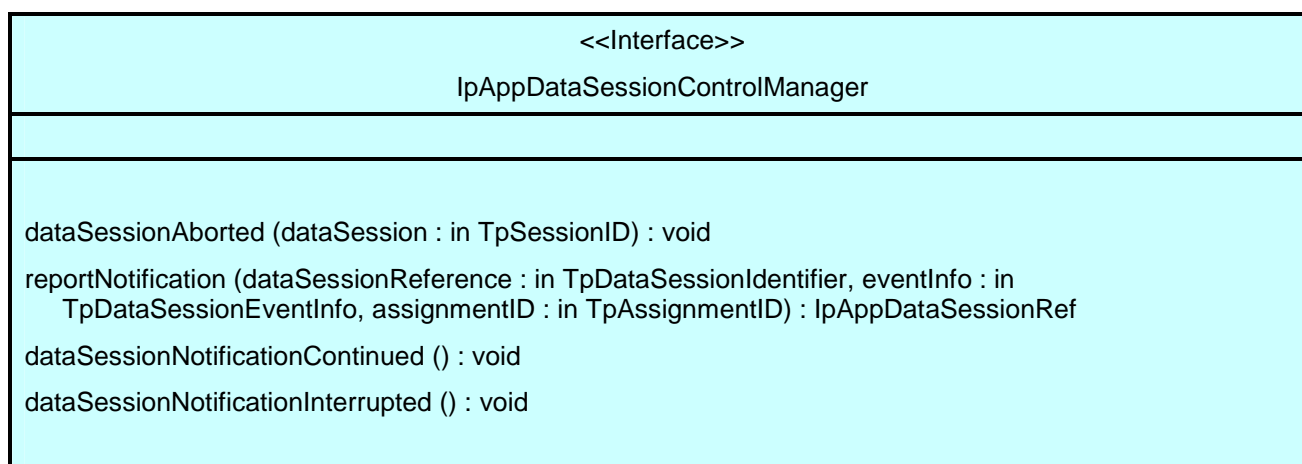 <<Interface>>
IpAppDataSessionControlManager
dataSessionAborted (dataSession : in TpSessionID) : void
reportNotification (dataSessionReference : in TpDataSessionIdentifier, eventInfo : in
TpDataSessionEventInfo, assignmentID : in TpAssignmentID) : IpAppDataSessionRef
dataSessionNotificationContinued () : void
dataSessionNotificationInterrupted () : void